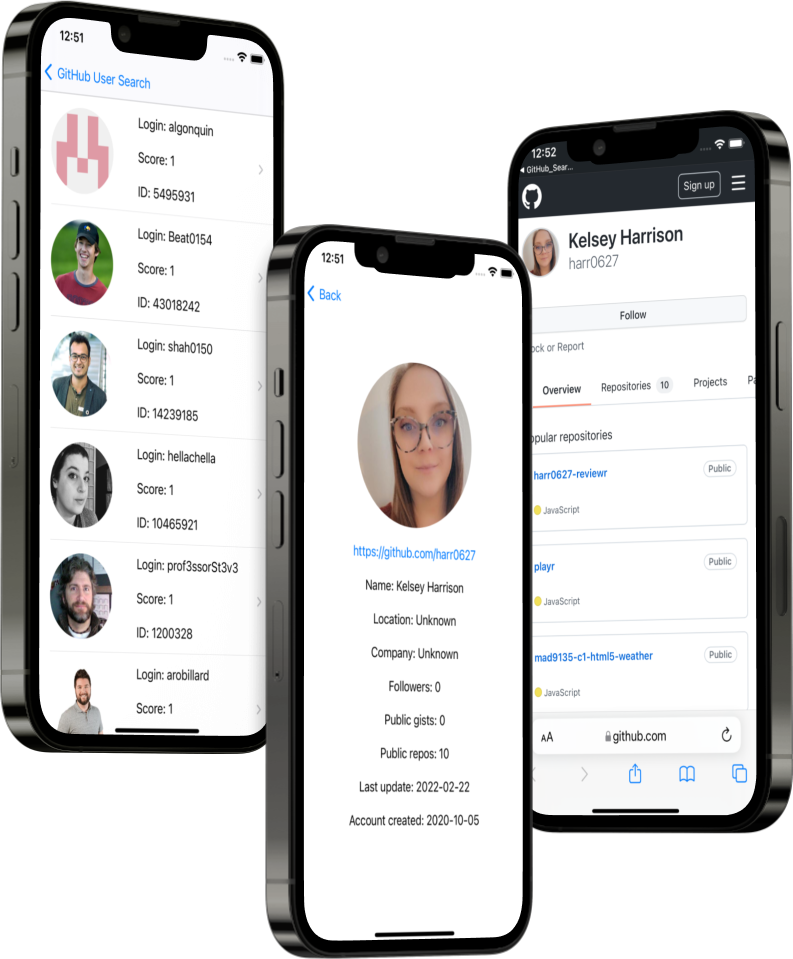 12:51
GitHub User Search
Login: algonquin
Score: 1
ID: 5495931
Login: Beat0154
Score: 1
ID: 43018242
Login: shah0150
Score: 1
ID: 14239185
Login: hellachella
Score: 1
ID: 10465921
Login: prof3ssorSt3v3
Score: 1
ID: 1200328
Login: arobillard
Score: 1
12:51
Back
https://github.com/harr0627
Name: Kelsey Harrison
Location: Unknown
Company: Unknown
Followers: 0
Public gists: 0
Public repos: 10
Last update: 2022-02-22
Account created: 2020-10-05
12:52
GitHub_Sear...
Sign up
Kelsey Harrison
harr0627
Follow
ock or Report
Overview Repositories 10 Projects Pa
opular repositories
harr0627-reviewr Public
JavaScript
playr Public
JavaScript
mad9135-c1-html5-weather Public
JavaScript
AA github.com